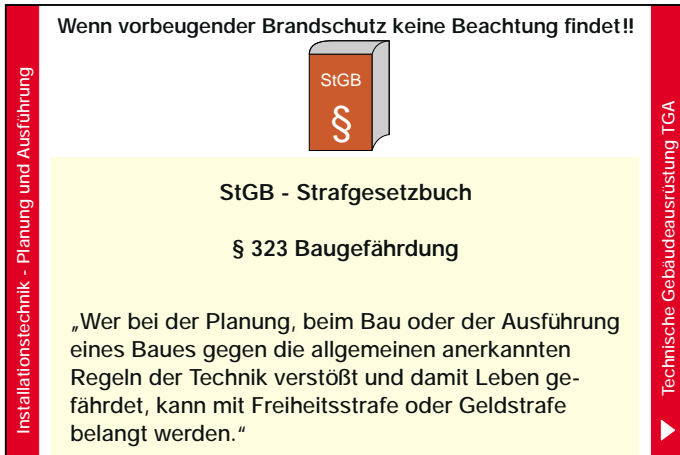 Wenn vorbeugender Brandschutz keine Beachtung findet!!
Installationstechnik - Planung und Ausführung
StGB
§
StGB - Strafgesetzbuch
§ 323 Baugefährdung
„Wer bei der Planung, beim Bau oder der Ausführung
eines Baues gegen die allgemeinen anerkannten
Regeln der Technik verstößt und damit Leben ge-
fährdet, kann mit Freiheitsstrafe oder Geldstrafe
belangt werden.“
Technische Gebäudeausrüstung TGA